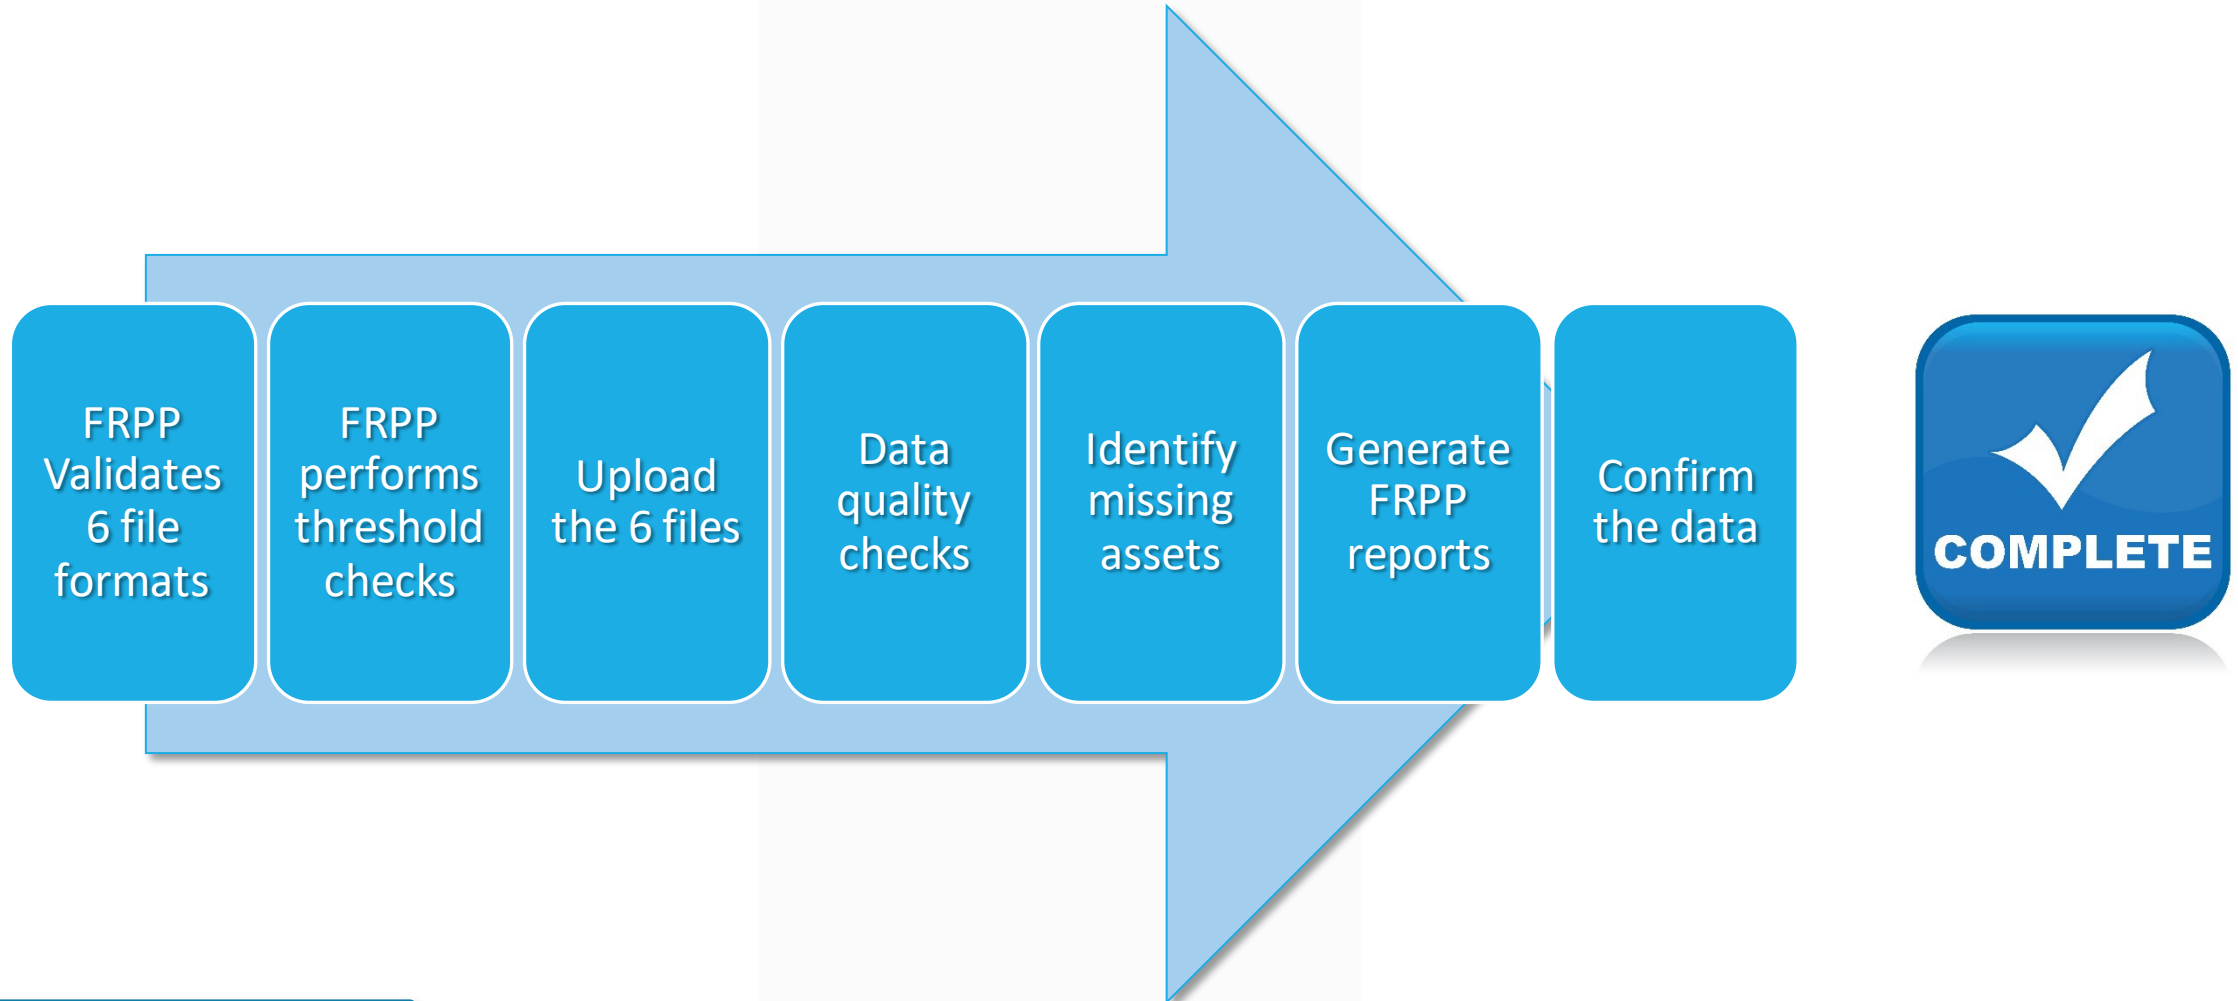 FRPP
Validates
6 file
formats
FRPP
performs
threshold
checks
Upload
the 6 files
Data
quality
checks
Identify
missing
assets
Generate
FRPP
reports
Confirm
the data
COMPLETE